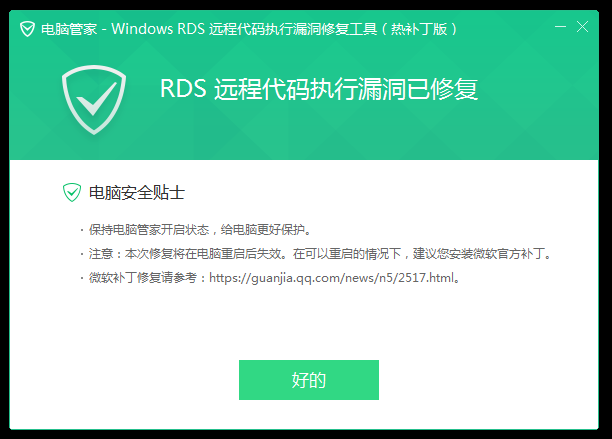 电脑管家 - Windows RDS 远程代码执行漏洞修复工具（热补丁版）
RDS 远程代码执行漏洞已修复
电脑安全贴士
· 保持电脑管家开启状态，给电脑更好保护。
· 注意：本次修复将在电脑重启后失效。在可以重启的情况下，建议您安装微软官方补丁。
· 微软补丁修复请参考：https://guanjia.qq.com/news/n5/2517.html。
好的